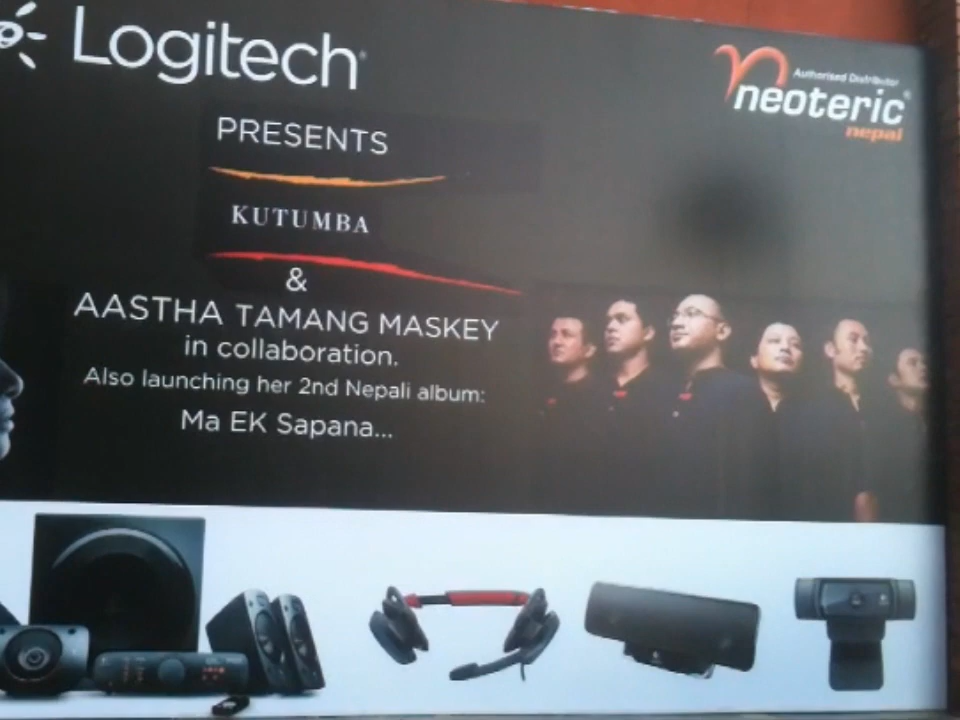 Logitech
Authorised Distributor
neoteric
nepal
PRESENTS
KUTUMBA
&
AASTHA TAMANG MASKEY
in collaboration.
Also launching her 2nd Nepali album:
Ma EK Sapana...